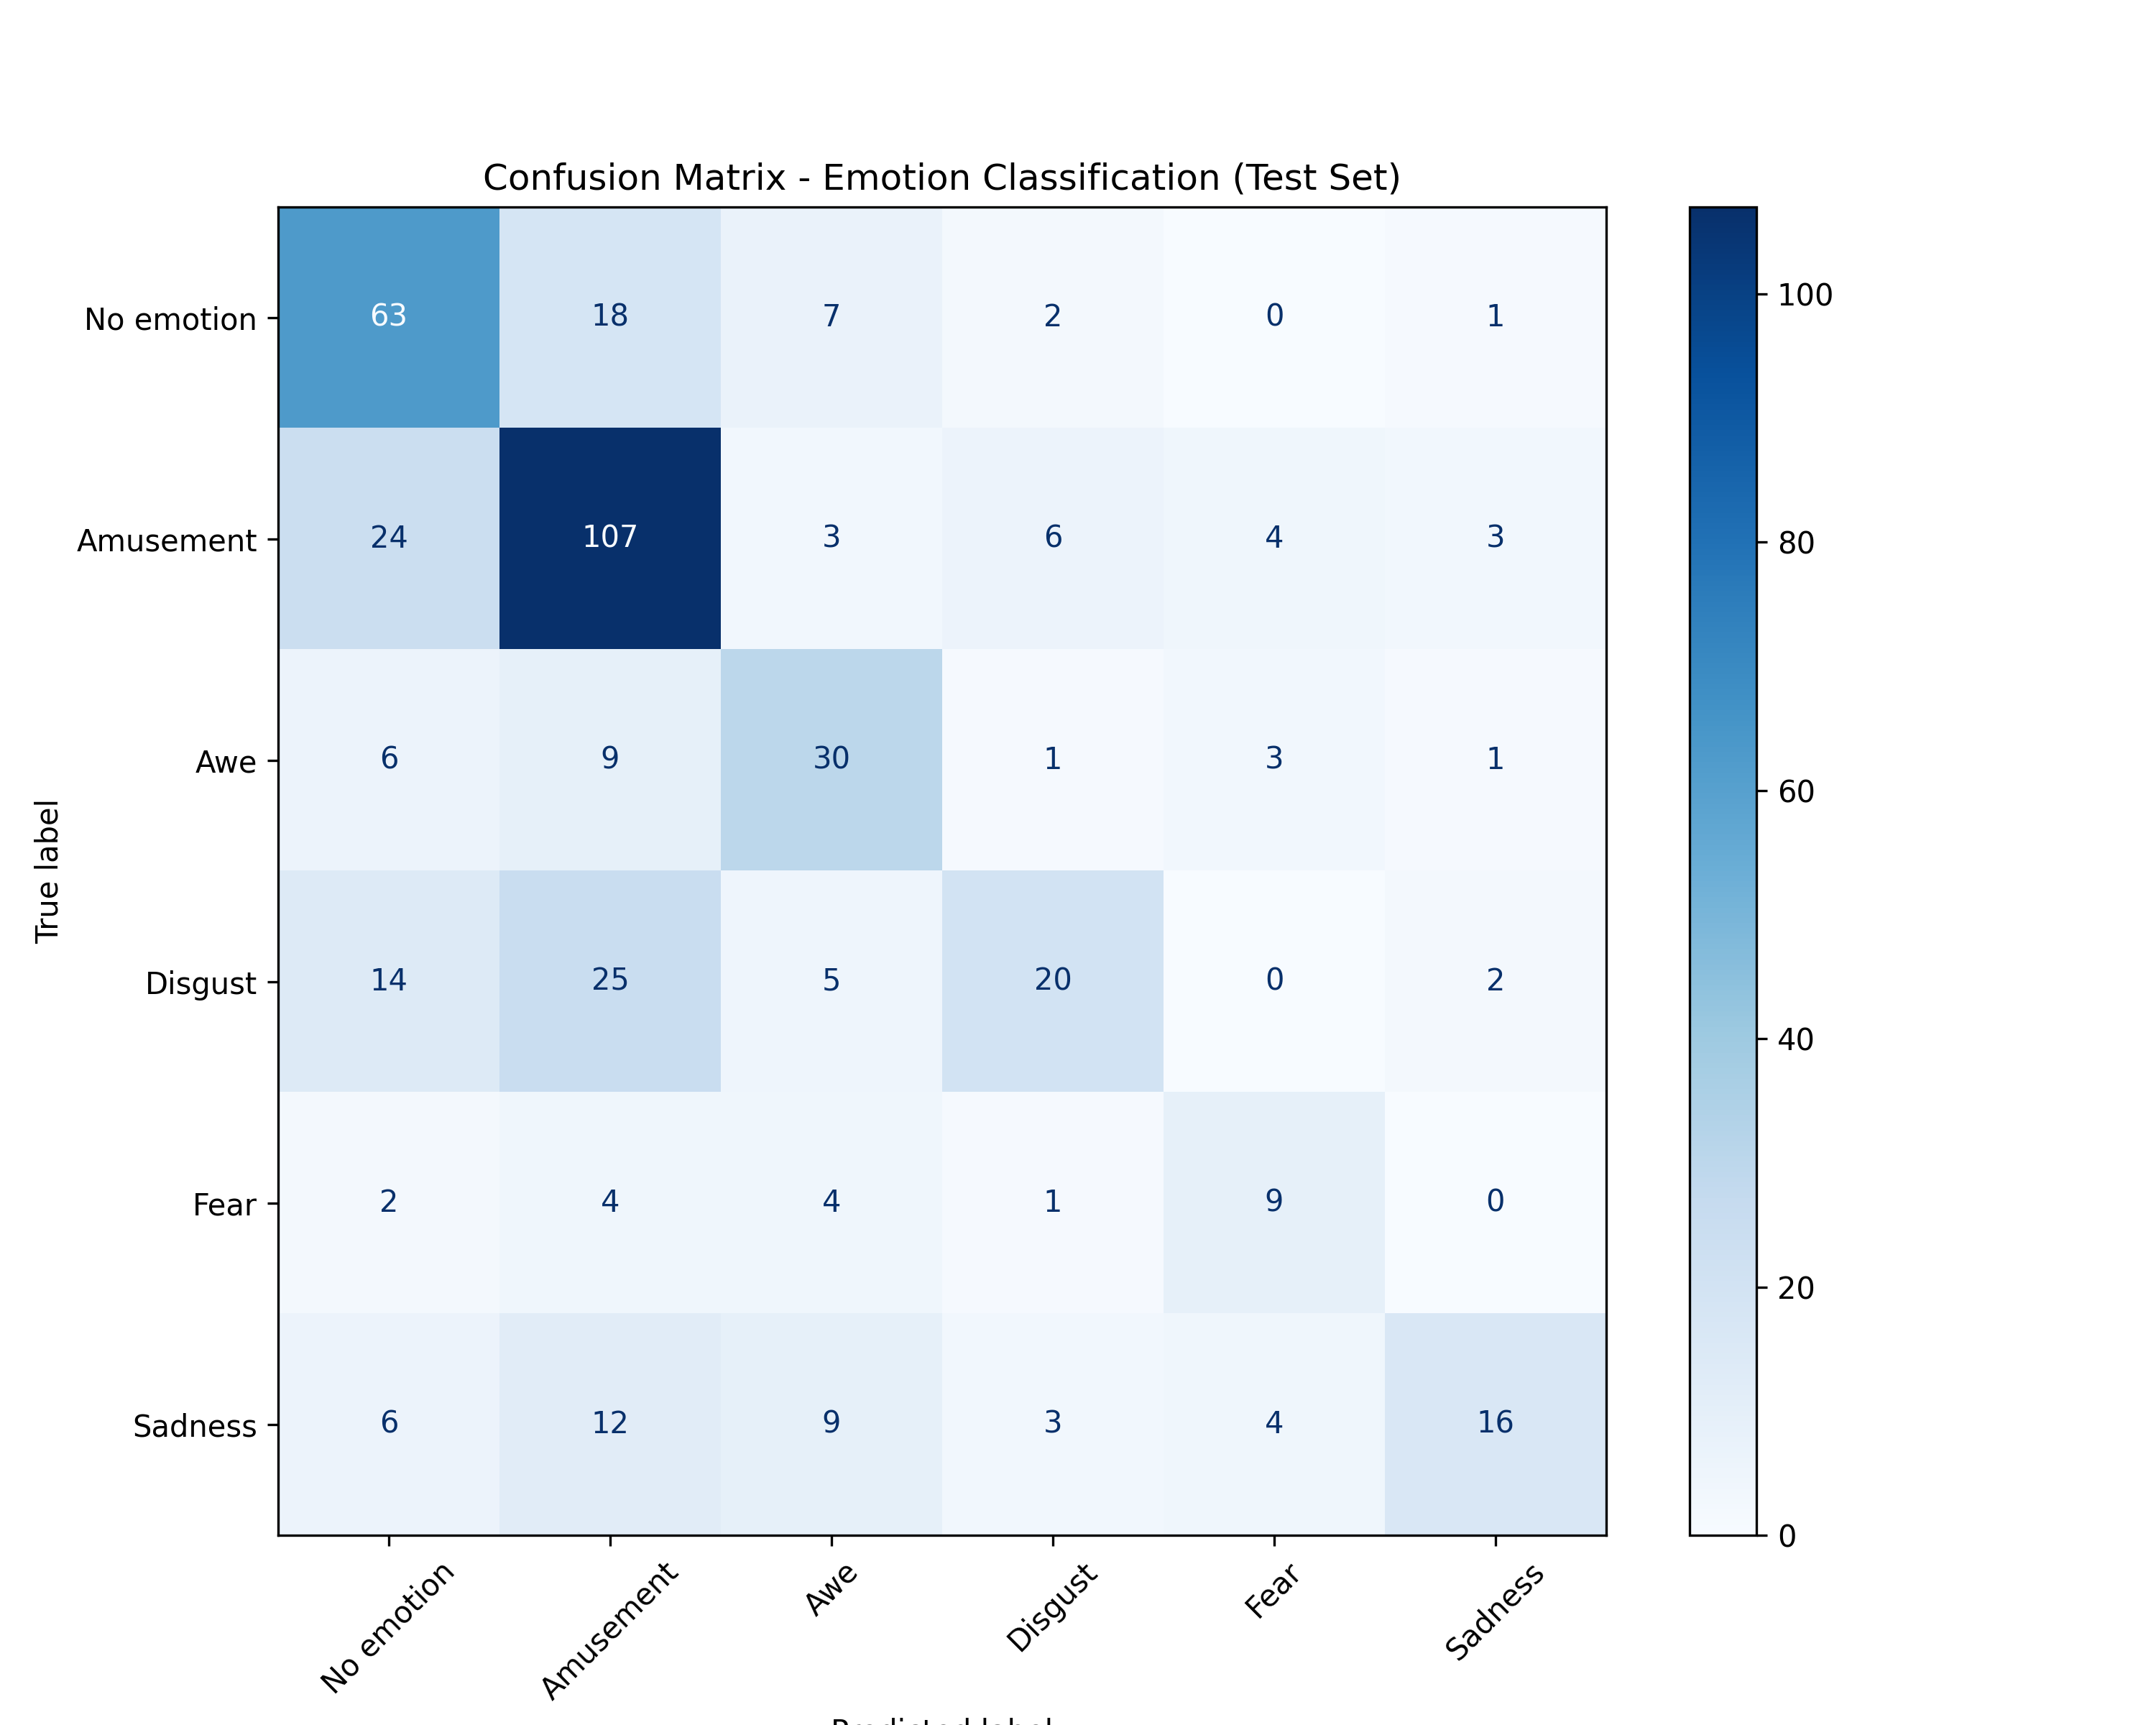 Confusion Matrix - Emotion Classification (Test Set)
No emotion 63 18 7 2 0 1
Amusement 24 107 3 6 4 3
Awe 6 9 30 1 3 1
Disgust 14 25 5 20 0 2
Fear 2 4 4 1 9 0
Sadness 6 12 9 3 4 16
True label
No emotion Amusement Awe Disgust Fear Sadness
Predicted label
100
80
60
40
20
0